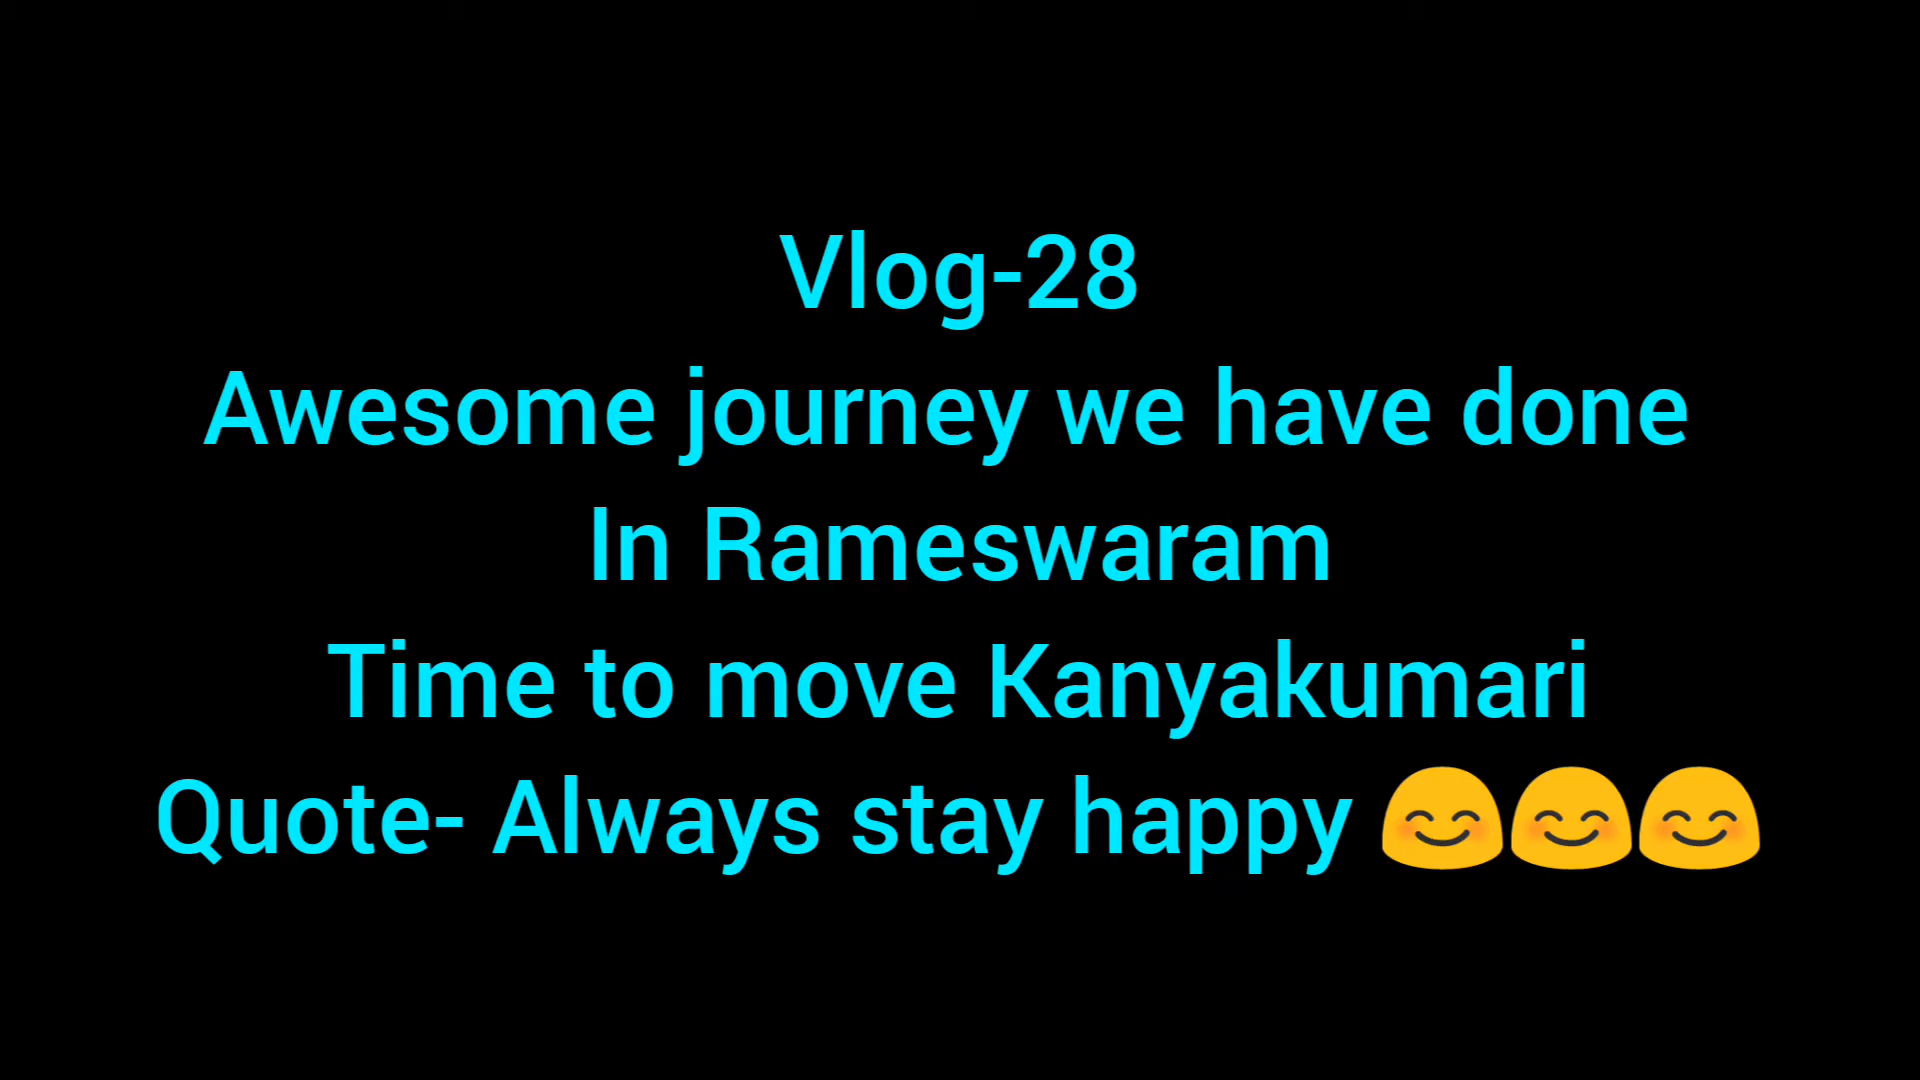 Vlog-28
Awesome journey we have done
In Rameswaram
Time to move Kanyakumari
Quote- Always stay happy 😊😊😊